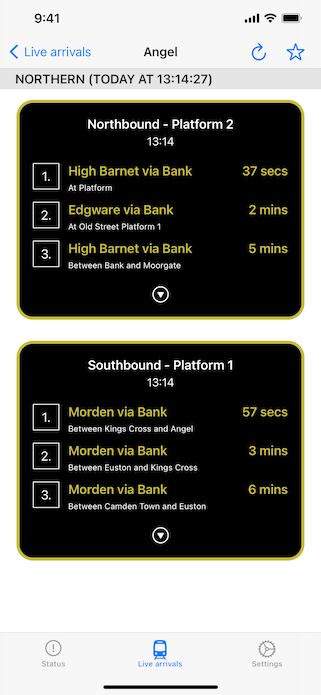 9:41
Live arrivals
Angel
NORTHERN (TODAY AT 13:14:27)
Northbound - Platform 2
13:14
1. High Barnet via Bank 37 secs
At Platform
2. Edgware via Bank 2 mins
At Old Street Platform 1
3. High Barnet via Bank 5 mins
Between Bank and Moorgate
Southbound - Platform 1
13:14
1. Morden via Bank 57 secs
Between Kings Cross and Angel
2. Morden via Bank 3 mins
Between Euston and Kings Cross
3. Morden via Bank 6 mins
Between Camden Town and Euston
Status Live arrivals Settings